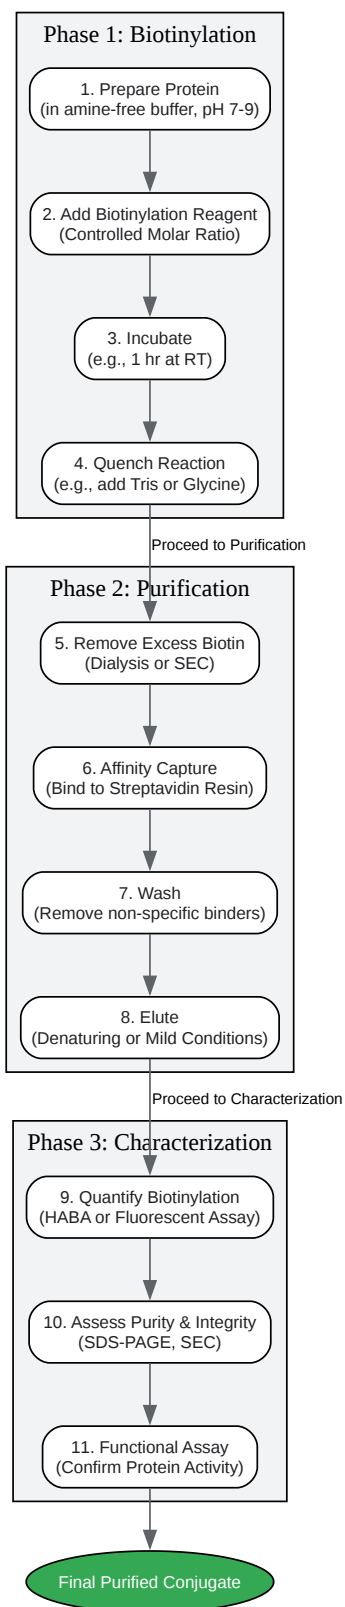 Phase 1: Biotinylation
1. Prepare Protein
(in amine-free buffer, pH 7-9)
2. Add Biotinylation Reagent
(Controlled Molar Ratio)
3. Incubate
(e.g., 1 hr at RT)
4. Quench Reaction
(e.g., add Tris or Glycine)
Proceed to Purification
Phase 2: Purification
5. Remove Excess Biotin
(Dialysis or SEC)
6. Affinity Capture
(Bind to Streptavidin Resin)
7. Wash
(Remove non-specific binders)
8. Elute
(Denaturing or Mild Conditions)
Proceed to Characterization
Phase 3: Characterization
9. Quantify Biotinylation
(HABA or Fluorescent Assay)
10. Assess Purity & Integrity
(SDS-PAGE, SEC)
11. Functional Assay
(Confirm Protein Activity)
Final Purified Conjugate